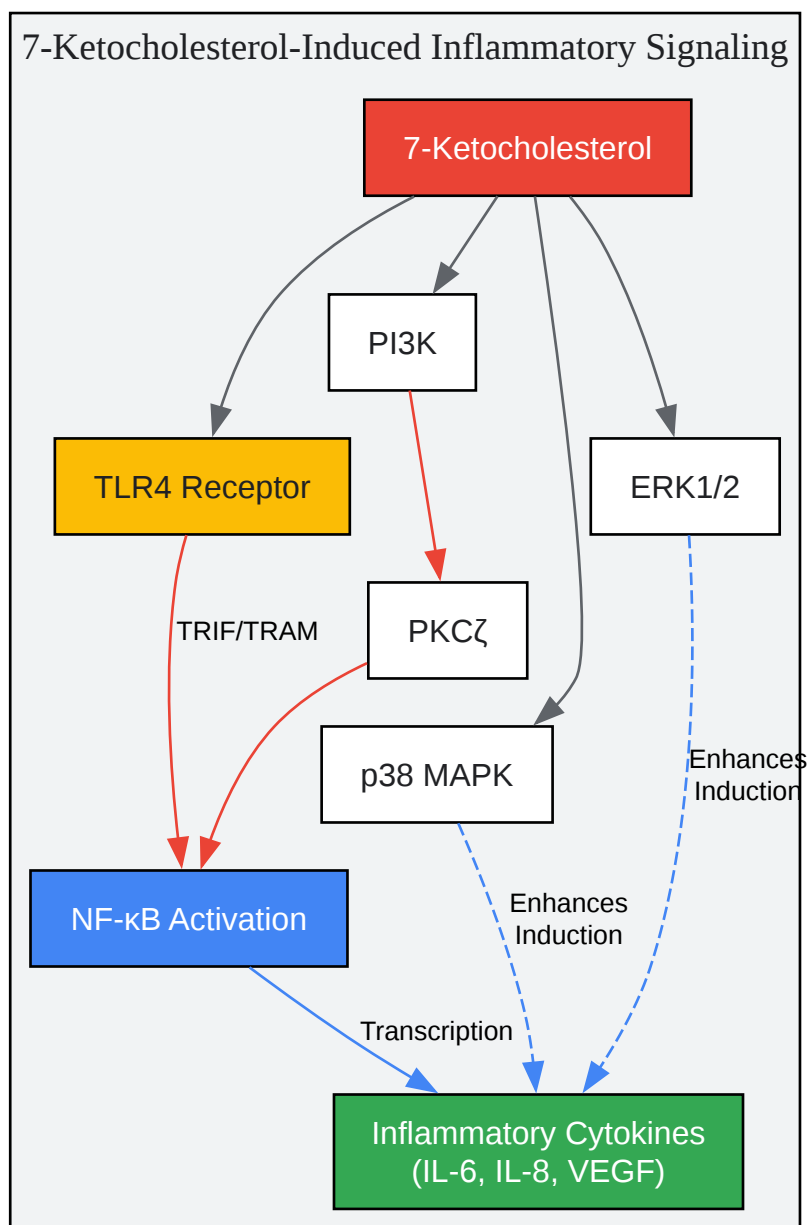 7-Ketocholesterol-Induced Inflammatory Signaling
7-Ketocholesterol
PI3K
TLR4 Receptor
ERK1/2
TRIF/TRAM
PKCζ
p38 MAPK
Enhances
Induction
NF-κB Activation
Enhances
Induction
Transcription
Inflammatory Cytokines
(IL-6, IL-8, VEGF)